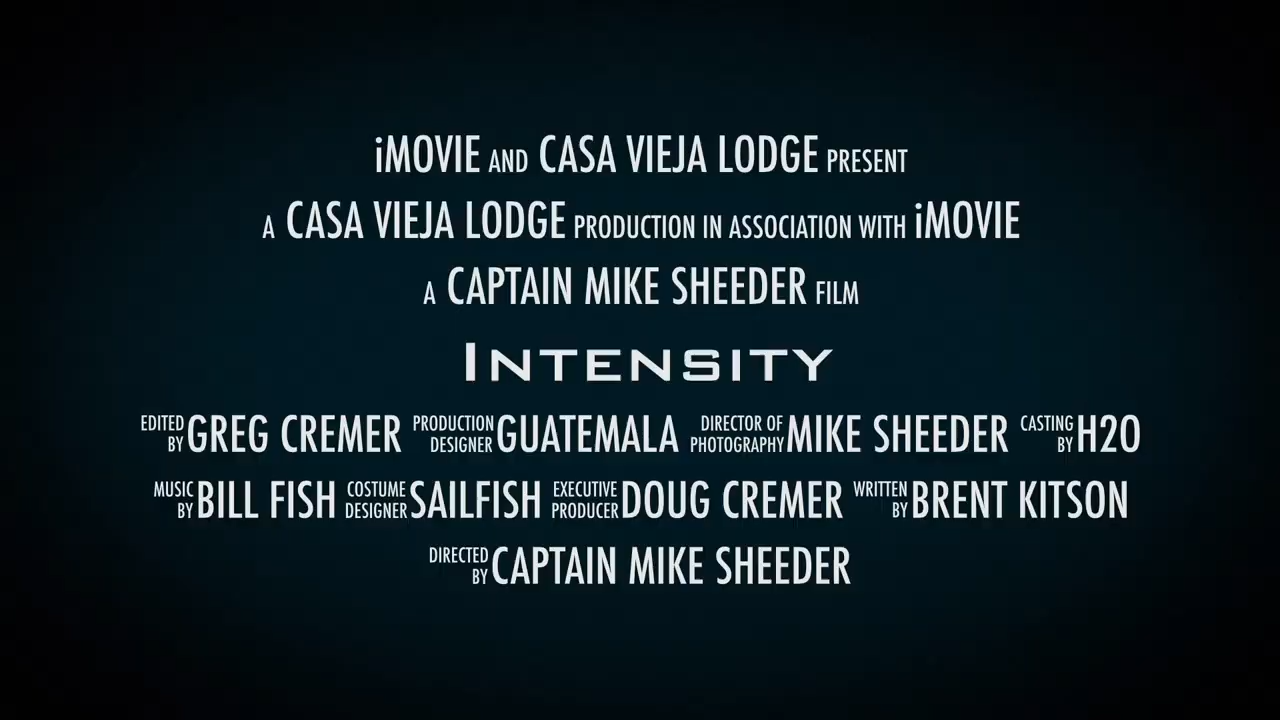 iMOVIE AND CASA VIEJA LODGE PRESENT
A CASA VIEJA LODGE PRODUCTION IN ASSOCIATION WITH iMOVIE
A CAPTAIN MIKE SHEEDER FILM
INTENSITY
EDITED BY GREG CREMER PRODUCTION DESIGNER GUATEMALA DIRECTOR OF PHOTOGRAPHY MIKE SHEEDER CASTING BY H2O
MUSIC BY BILL FISH COSTUME DESIGNER SAILFISH EXECUTIVE PRODUCER DOUG CREMER WRITTEN BY BRENT KITSON
DIRECTED BY CAPTAIN MIKE SHEEDER